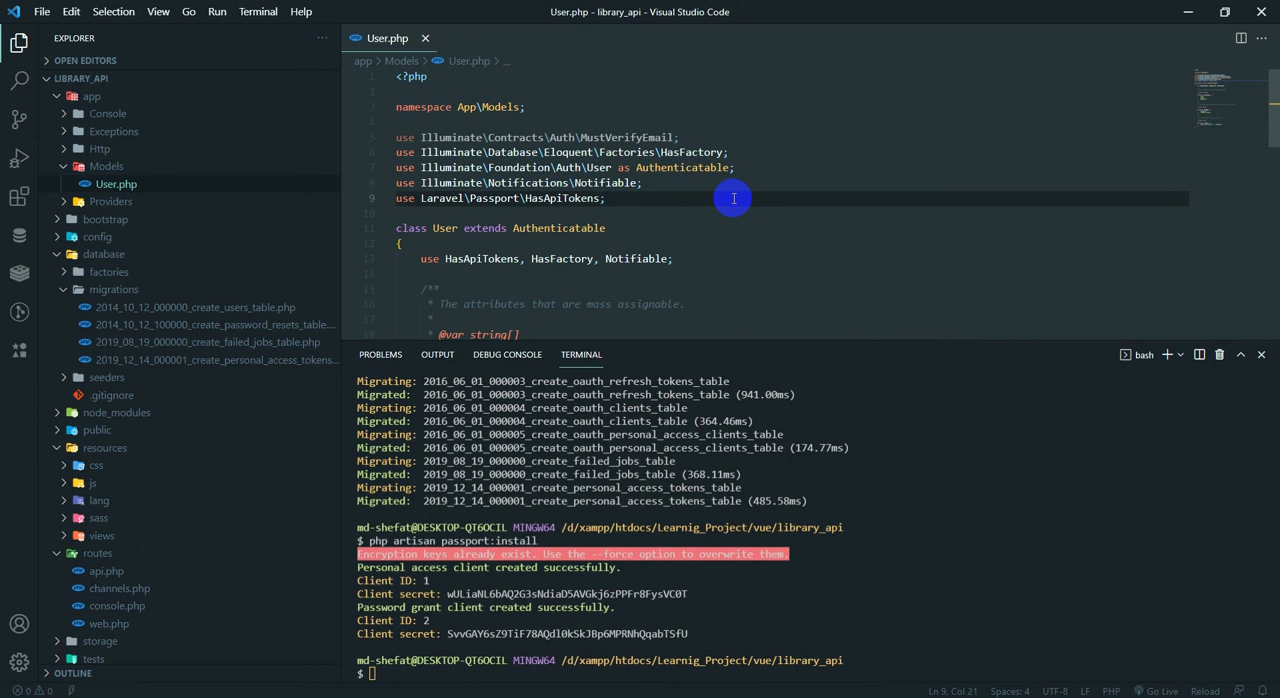 File Edit Selection View Go Run Terminal Help
User.php - library_api - Visual Studio Code
EXPLORER
OPEN EDITORS
LIBRARY_API
app
Console
Exceptions
Http
Models
User.php
Providers
bootstrap
config
database
factories
migrations
2014_10_12_000000_create_users_table.php
2014_10_12_100000_create_password_resets_table....
2019_08_19_000000_create_failed_jobs_table.php
2019_12_14_000001_create_personal_access_tokens...
seeders
.gitignore
node_modules
public
resources
css
js
lang
sass
views
routes
api.php
channels.php
console.php
web.php
storage
tests
OUTLINE
User.php
app > Models > User.php > ...
1 <?php
2
3 namespace App\Models;
4
5 use Illuminate\Contracts\Auth\MustVerifyEmail;
6 use Illuminate\Database\Eloquent\Factories\HasFactory;
7 use Illuminate\Foundation\Auth\User as Authenticatable;
8 use Illuminate\Notifications\Notifiable;
9 use Laravel\Passport\HasApiTokens;
10
11 class User extends Authenticatable
12 {
13 use HasApiTokens, HasFactory, Notifiable;
14
15 /**
16 * The attributes that are mass assignable.
17 *
18 * @var string[]
PROBLEMS OUTPUT DEBUG CONSOLE TERMINAL
bash
Migrating: 2016_06_01_000003_create_oauth_refresh_tokens_table
Migrated: 2016_06_01_000003_create_oauth_refresh_tokens_table (941.00ms)
Migrating: 2016_06_01_000004_create_oauth_clients_table
Migrated: 2016_06_01_000004_create_oauth_clients_table (364.46ms)
Migrating: 2016_06_01_000005_create_oauth_personal_access_clients_table
Migrated: 2016_06_01_000005_create_oauth_personal_access_clients_table (174.77ms)
Migrating: 2019_08_19_000000_create_failed_jobs_table
Migrated: 2019_08_19_000000_create_failed_jobs_table (368.11ms)
Migrating: 2019_12_14_000001_create_personal_access_tokens_table
Migrated: 2019_12_14_000001_create_personal_access_tokens_table (485.58ms)
md-shefat@DESKTOP-QT6OCIL MINGW64 /d/xampp/htdocs/Learnig_Project/vue/library_api
$ php artisan passport:install
Encryption keys already exist. Use the --force option to overwrite them.
Personal access client created successfully.
Client ID: 1
Client secret: wULiaNL6bAQ2G3sNdiaD5AVGkj6zPPFr8FysVC0T
Password grant client created successfully.
Client ID: 2
Client secret: SvvGAY6sZ9TiF78AQdl0kSkJBp6MPRNhQqabTSfU
md-shefat@DESKTOP-QT6OCIL MINGW64 /d/xampp/htdocs/Learnig_Project/vue/library_api
$
0 0
Ln 9, Col 21 Spaces: 4 UTF-8 LF PHP Go Live Reload